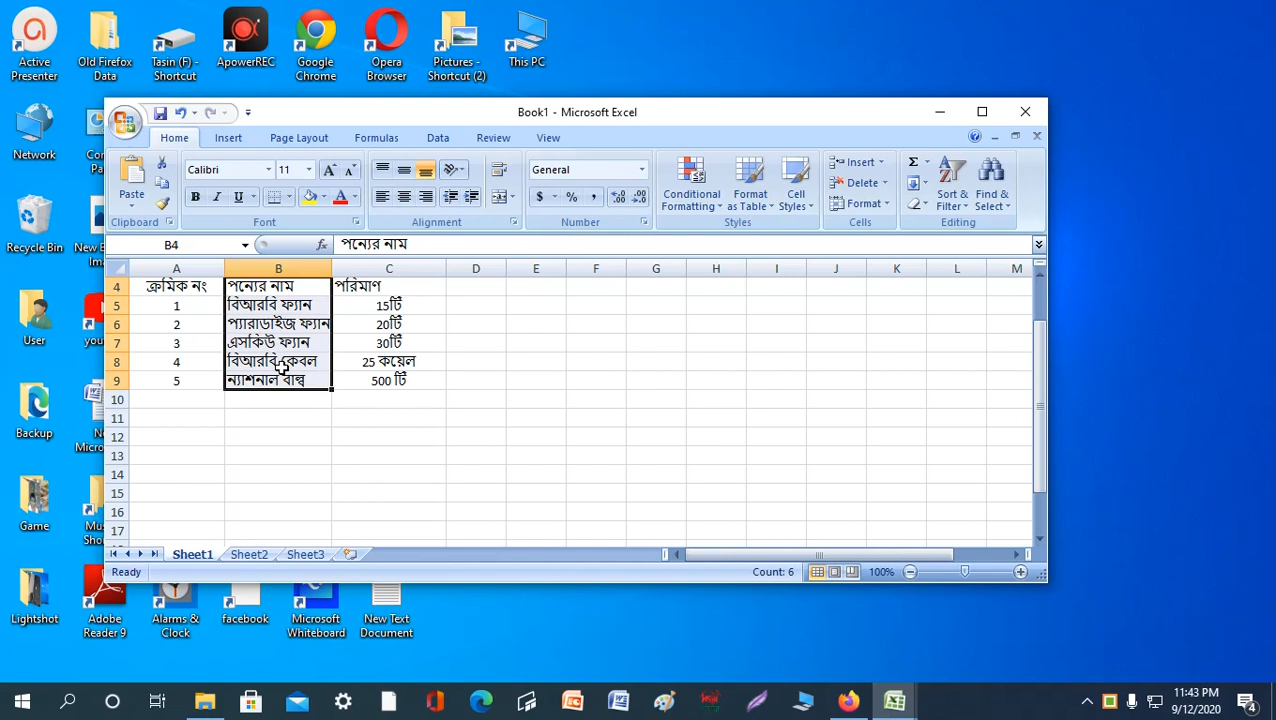 Active Presenter
Old Firefox Data
Tasin (F) - Shortcut
ApowerREC
Google Chrome
Opera Browser
Pictures - Shortcut (2)
This PC
Network
Recycle Bin
User
Backup
Game
Lightshot
Adobe Reader 9
Alarms & Clock
facebook
Microsoft Whiteboard
New Text Document
Book1 - Microsoft Excel
Home Insert Page Layout Formulas Data Review View
Paste Calibri 11 General Conditional Formatting Format as Table Cell Styles Insert Delete Format Sort & Filter Find & Select
Clipboard Font Alignment Number Styles Cells Editing
B4 fx পন্যের নাম
A B C D E F G H I J K L M
4 ক্রমিক নং পন্যের নাম পরিমাণ
5 1 বিআরবি ফ্যান 15টি
6 2 প্যারাডাইজ ফ্যান 20টি
7 3 এসকিউ ফ্যান 30টি
8 4 বিআরবি কেবল 25 কয়েল
9 5 ন্যাশনাল বাল্ব 500 টি
10
11
12
13
14
15
16
17
Sheet1 Sheet2 Sheet3
Ready Count: 6 100%
11:43 PM
9/12/2020
4